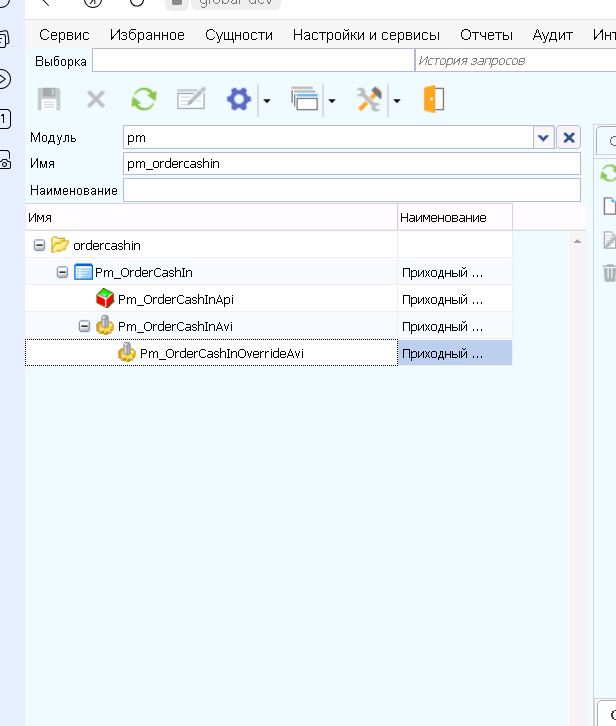 global-dev
Сервис Избранное Сущности Настройки и сервисы Отчеты Аудит
Выборка История запросов
Модуль pm
Имя pm_ordercashin
Наименование
Имя Наименование
ordercashin
Pm_OrderCashIn Приходный ...
Pm_OrderCashInApi Приходный ...
Pm_OrderCashInAvi Приходный ...
Pm_OrderCashInOverrideAvi Приходный ...